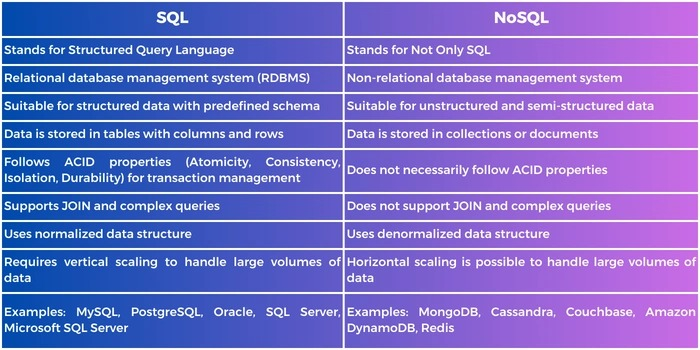 SQL
NoSQL
Stands for Structured Query Language
Stands for Not Only SQL
Relational database management system (RDBMS)
Non-relational database management system
Suitable for structured data with predefined schema
Suitable for unstructured and semi-structured data
Data is stored in tables with columns and rows
Data is stored in collections or documents
Follows ACID properties (Atomicity, Consistency,
Isolation, Durability) for transaction management
Does not necessarily follow ACID properties
Supports JOIN and complex queries
Does not support JOIN and complex queries
Uses normalized data structure
Uses denormalized data structure
Requires vertical scaling to handle large volumes of
data
Horizontal scaling is possible to handle large volumes of
data
Examples: MySQL, PostgreSQL, Oracle, SQL Server,
Microsoft SQL Server
Examples: MongoDB, Cassandra, Couchbase, Amazon
DynamoDB, Redis